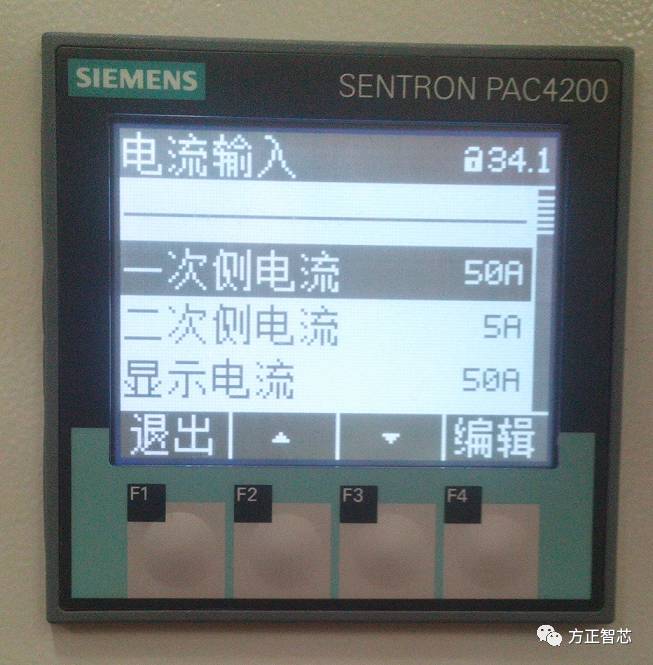 SIEMENS
SENTRON PAC4200
电流输入 34.1
一次侧电流 50A
二次侧电流 5A
显示电流 50A
退出 编辑
F1 F2 F3 F4
方正智芯